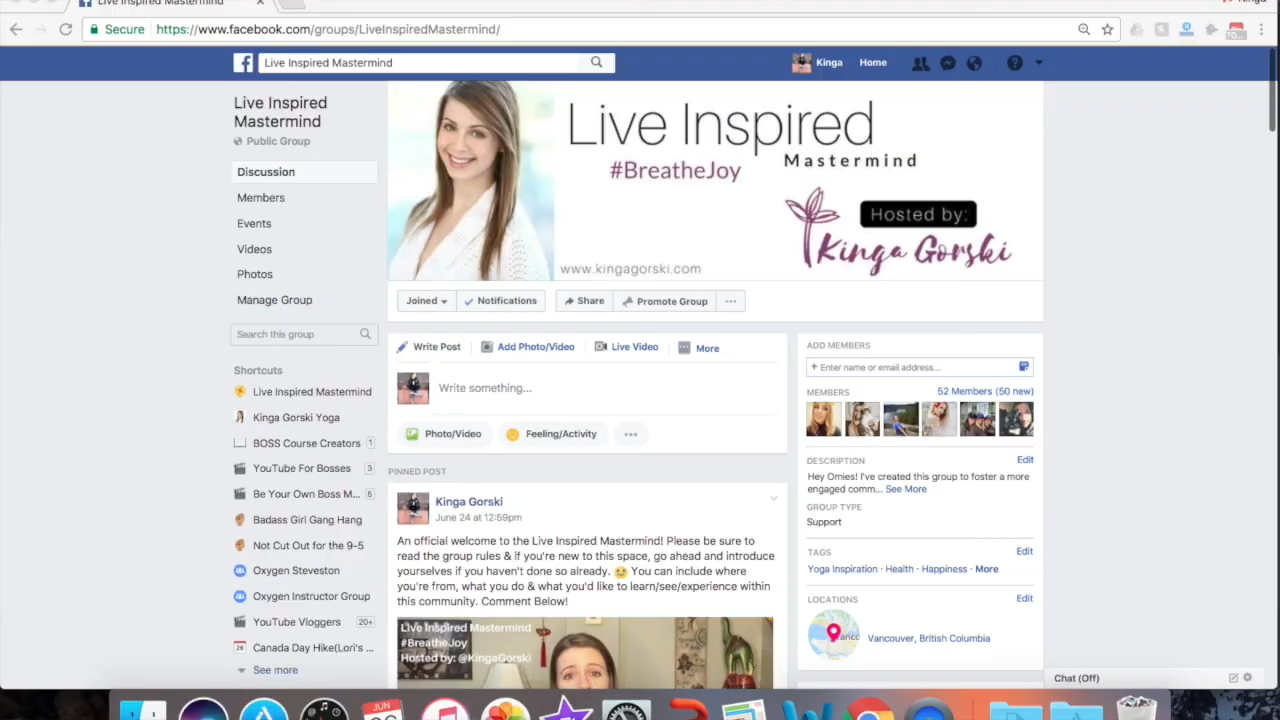 Live Inspired Mastermind
Kinga
Secure
https://www.facebook.com/groups/LiveInspiredMastermind/
Live Inspired Mastermind
Kinga
Home
Live Inspired
Mastermind
Public Group
Discussion
Members
Events
Videos
Photos
Manage Group
Search this group
Shortcuts
Live Inspired Mastermind
Kinga Gorski Yoga
BOSS Course Creators 1
YouTube For Bosses 3
Be Your Own Boss M... 6
Badass Girl Gang Hang
Not Cut Out for the 9-5
Oxygen Steveston
Oxygen Instructor Group
YouTube Vloggers 20+
Canada Day Hike(Lori's ...
See more
Live Inspired
Mastermind
#BreatheJoy
Hosted by:
Kinga Gorski
www.kingagorski.com
Joined
Notifications
Share
Promote Group
Write Post
Add Photo/Video
Live Video
More
Write something...
Photo/Video
Feeling/Activity
PINNED POST
Kinga Gorski
June 24 at 12:59pm
An official welcome to the Live Inspired Mastermind! Please be sure to
read the group rules & if you're new to this space, go ahead and introduce
yourselves if you haven't done so already. 😉 You can include where
you're from, what you do & what you'd like to learn/see/experience within
this community. Comment Below!
Live Inspired Mastermind
#BreatheJoy
Hosted by: @KingaGorski
ADD MEMBERS
+ Enter name or email address...
MEMBERS
52 Members (50 new)
DESCRIPTION
Edit
Hey Omies! I've created this group to foster a more
engaged comm... See More
GROUP TYPE
Support
TAGS
Edit
Yoga Inspiration · Health · Happiness · More
LOCATIONS
Edit
Vancouver, British Columbia
Chat (Off)
JUN